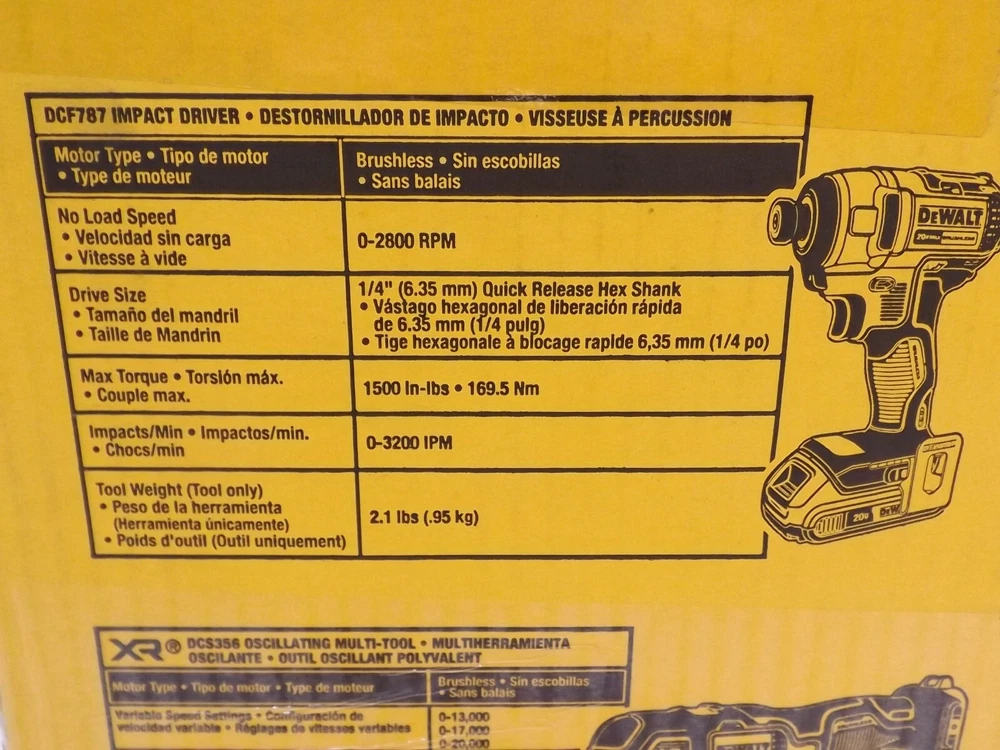 DCF787 IMPACT DRIVER • DESTORNILLADOR DE IMPACTO • VISSEUSE À PERCUSSION
Motor Type • Tipo de motor
• Type de moteur
Brushless • Sin escobillas
• Sans balais
No Load Speed
• Velocidad sin carga
• Vitesse à vide
0-2800 RPM
Drive Size
• Tamaño del mandril
• Taille de Mandrin
1/4" (6.35 mm) Quick Release Hex Shank
• Vástago hexagonal de liberación rápida
de 6.35 mm (1/4 pulg)
• Tige hexagonale à blocage rapide 6,35 mm (1/4 po)
Max Torque • Torsión máx.
• Couple max.
1500 In-lbs • 169.5 Nm
Impacts/Min • Impactos/min.
• Chocs/min
0-3200 IPM
Tool Weight (Tool only)
• Peso de la herramienta
(Herramienta únicamente)
• Poids d'outil (Outil uniquement)
2.1 lbs (.95 kg)
DEWALT
20V
DEW
XR® DCS356 OSCILLATING MULTI-TOOL • MULTIHERRAMIENTA
OSCILANTE • OUTIL OSCILLANT POLYVALENT
Motor Type • Tipo de motor • Type de moteur
Brushless • Sin escobillas
• Sans balais
Variable Speed Settings • Configuración de
velocidad variable • Réglages de vitesses variables
0-13,000
0-17,000
0-20,000